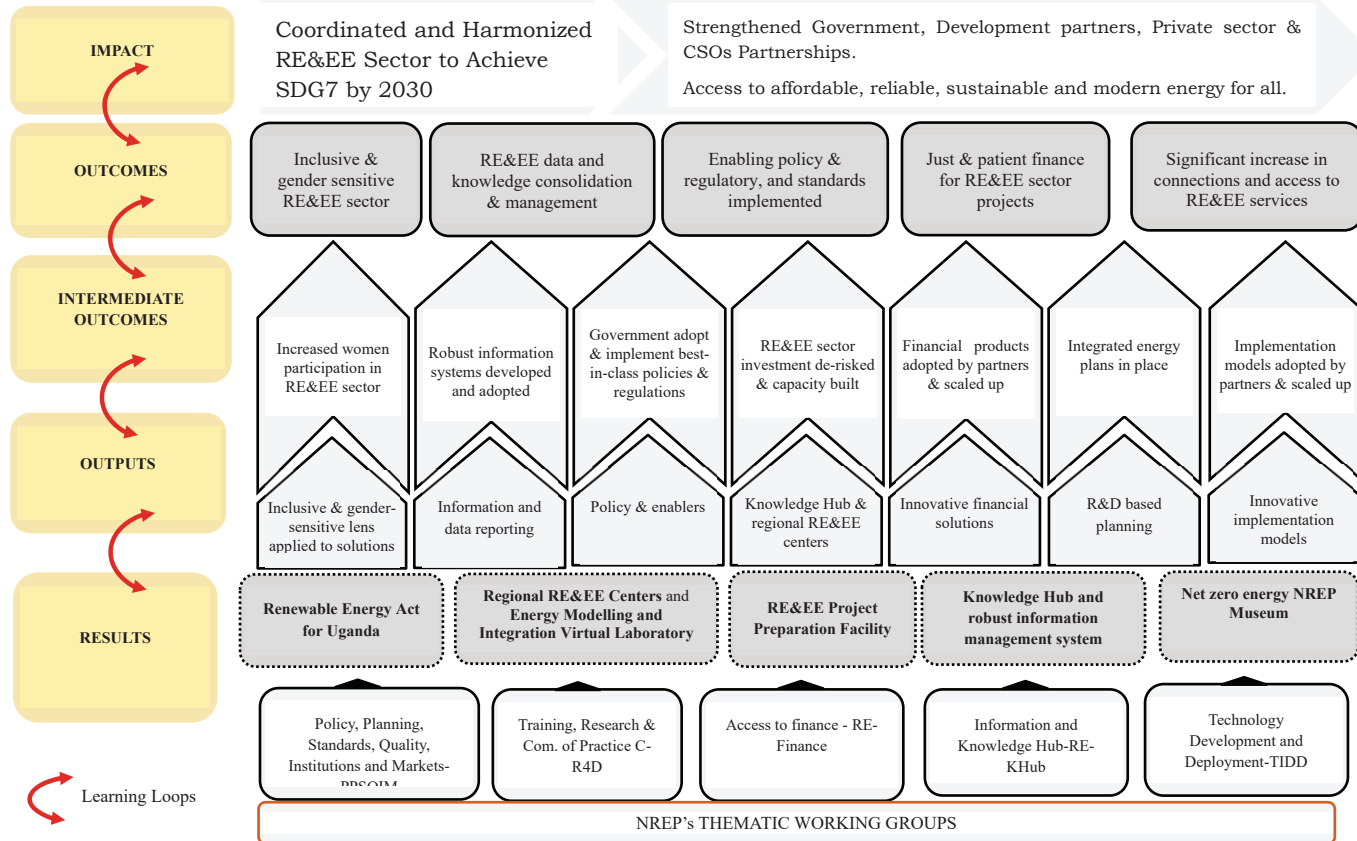 IMPACT
Coordinated and Harmonized
RE&EE Sector to Achieve
SDG7 by 2030
Strengthened Government, Development partners, Private sector &
CSOs Partnerships.
Access to affordable, reliable, sustainable and modern energy for all.
OUTCOMES
Inclusive &
gender sensitive
RE&EE sector
RE&EE data and
knowledge consolidation
& management
Enabling policy &
regulatory, and standards
implemented
Just & patient finance
for RE&EE sector
projects
Significant increase in
connections and access to
RE&EE services
INTERMEDIATE
OUTCOMES
Increased women
participation in
RE&EE sector
Robust information
systems developed
and adopted
Government adopt
& implement best-
in-class policies &
regulations
RE&EE sector
investment de-risked
& capacity built
Financial products
adopted by partners
& scaled up
Integrated energy
plans in place
Implementation
models adopted by
partners & scaled up
OUTPUTS
Inclusive & gender-
sensitive lens
applied to solutions
Information and
data reporting
Policy & enablers
Knowledge Hub &
regional RE&EE
centers
Innovative financial
solutions
R&D based
planning
Innovative
implementation
models
RESULTS
Renewable Energy Act
for Uganda
Regional RE&EE Centers and
Energy Modelling and
Integration Virtual Laboratory
RE&EE Project
Preparation Facility
Knowledge Hub and
robust information
management system
Net zero energy NREP
Museum
Policy, Planning,
Standards, Quality,
Institutions and Markets-
PPSQIM
Training, Research &
Com. of Practice C-
R4D
Access to finance - RE-
Finance
Information and
Knowledge Hub-RE-
KHub
Technology
Development and
Deployment-TIDD
Learning Loops
NREP's THEMATIC WORKING GROUPS